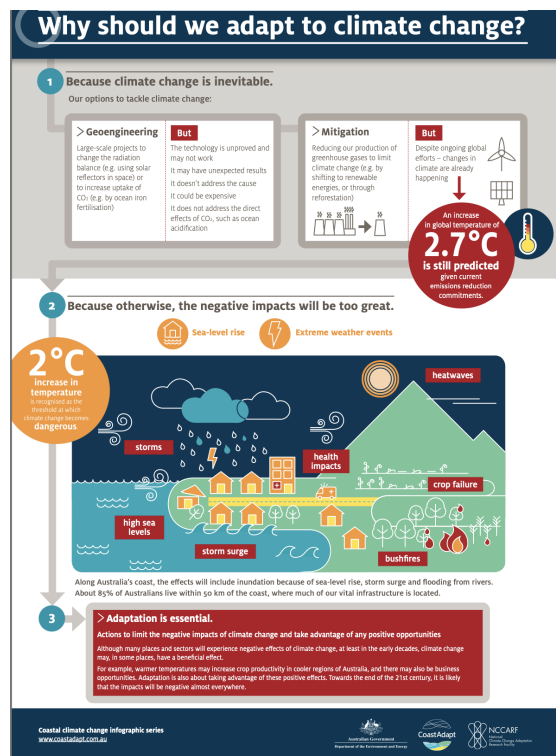 Why should we adapt to climate change?
1
Because climate change is inevitable.
Our options to tackle climate change:
> Geoengineering
Large-scale projects to
change the radiation
balance (e.g. using solar
reflectors in space) or
to increase uptake of
CO₂ (e.g. by ocean iron
fertilisation)
But
The technology is unproved and
may not work
It may have unexpected results
It doesn't address the cause
It could be expensive
It does not address the direct
effects of CO₂, such as ocean
acidification
> Mitigation
Reducing our production of
greenhouse gases to limit
climate change (e.g. by
shifting to renewable
energies, or through
reforestation)
But
Despite ongoing global
efforts – changes in
climate are already
happening
An increase
in global temperature of
2.7°C
is still predicted
given current
emissions reduction
commitments.
2
Because otherwise, the negative impacts will be too great.
Sea-level rise
Extreme weather events
2°C
increase in
temperature
is recognised as the
threshold at which
climate change becomes
dangerous
heatwaves
storms
health
impacts
crop failure
high sea
levels
storm surge
bushfires
Along Australia's coast, the effects will include inundation because of sea-level rise, storm surge and flooding from rivers.
About 85% of Australians live within 50 km of the coast, where much of our vital infrastructure is located.
3
> Adaptation is essential.
Actions to limit the negative impacts of climate change and take advantage of any positive opportunities
Although many places and sectors will experience negative effects of climate change, at least in the early decades, climate change
may, in some places, have a beneficial effect.
For example, warmer temperatures may increase crop productivity in cooler regions of Australia, and there may also be business
opportunities. Adaptation is also about taking advantage of these positive effects. Towards the end of the 21st century, it is likely
that the impacts will be negative almost everywhere.
Coastal climate change infographic series
www.coastadapt.com.au
Australian Government
Department of the Environment and Energy
CoastAdapt
NCCARF
National
Climate Change Adaptation
Research Facility